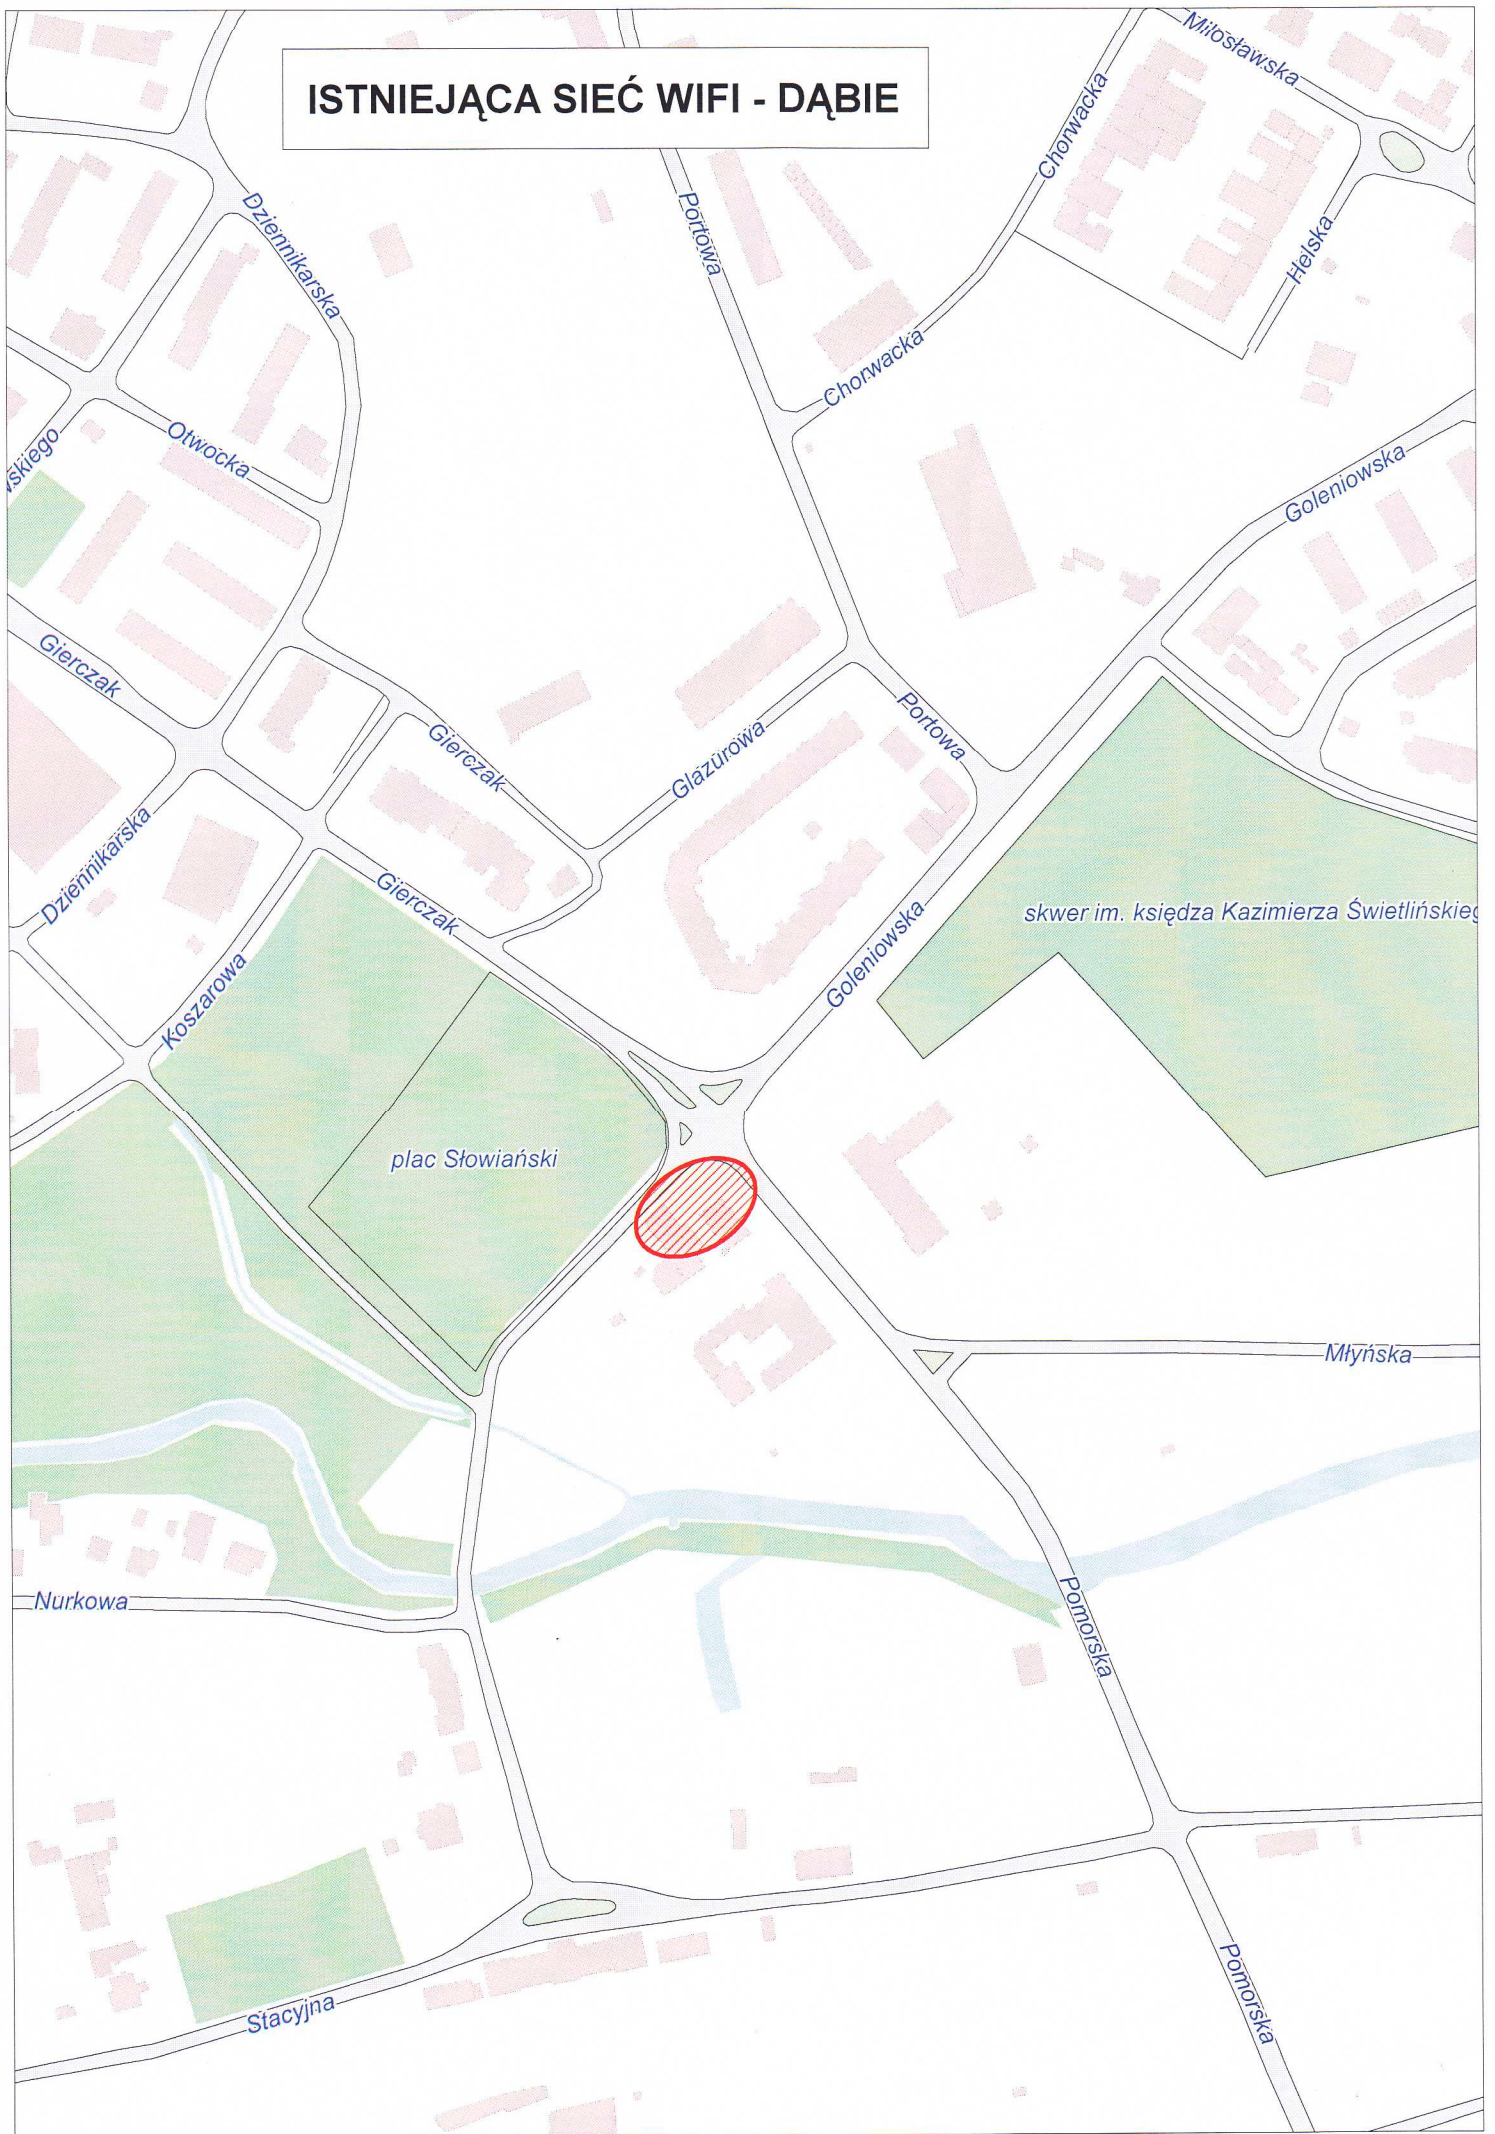 ISTNIEJĄCA SIEĆ WIFI - DĄBIE
Miłosławska
Chorwacka
Portowa
Dziennikarska
Helska
Chorwacka
Otwocka
wskiego
Goleniowska
Gierczak
Gierczak
Portowa
Glazurowa
Dziennikarska
Gierczak
skwer im. księdza Kazimierza Świetlińskieg
Goleniowska
Koszarowa
plac Słowiański
Młyńska
Nurkowa
Pomorska
Stacyjna
Pomorska